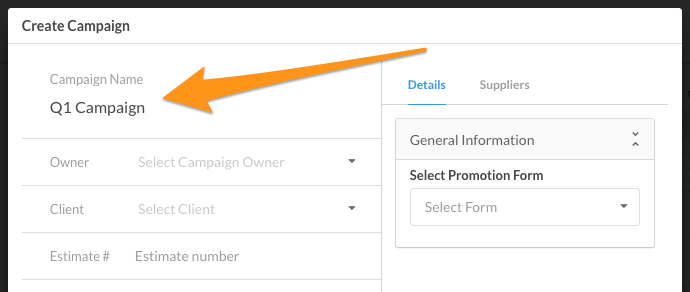 Create Campaign
Campaign Name
Q1 Campaign
Owner Select Campaign Owner
Client Select Client
Estimate # Estimate number
Details Suppliers
General Information
Select Promotion Form
Select Form